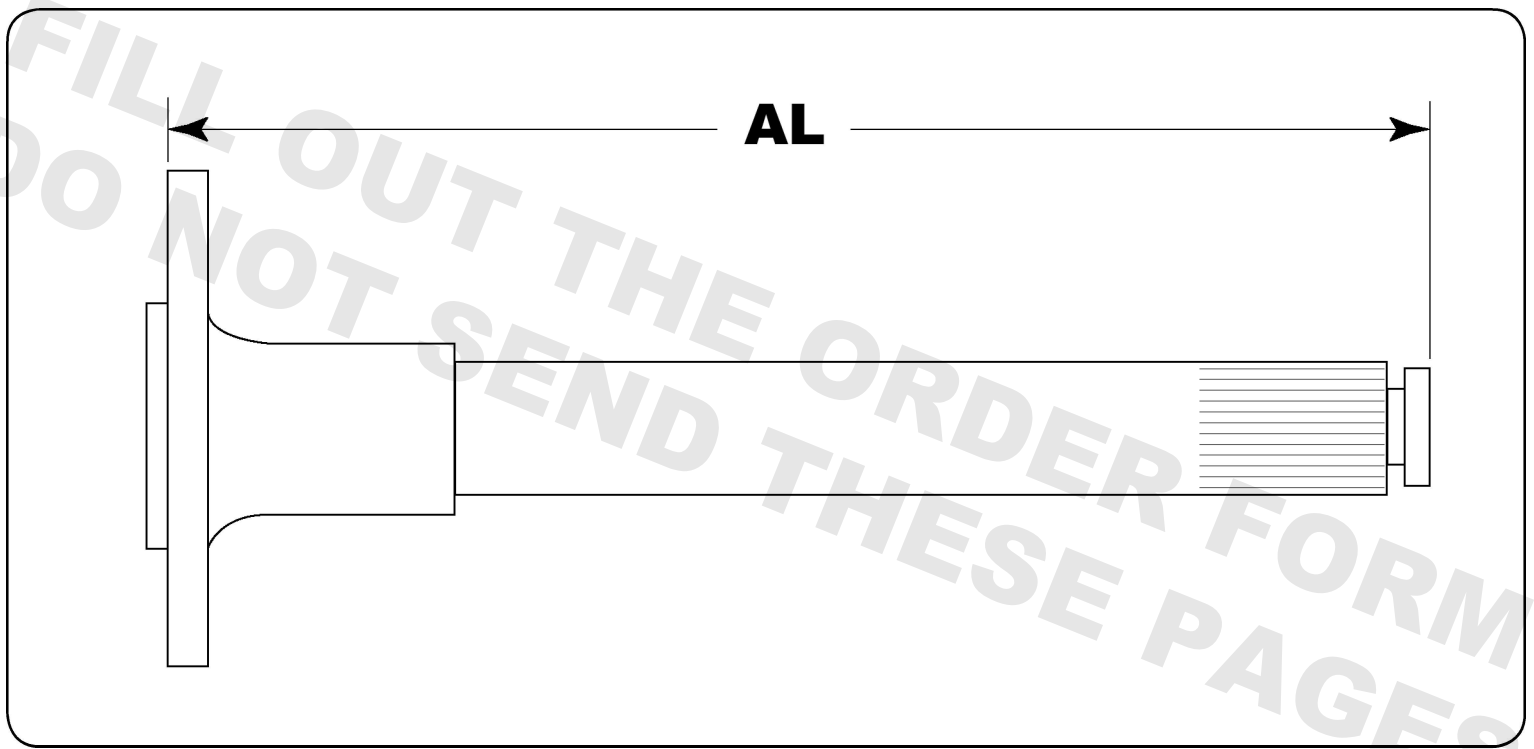 AL
FILL OUT THE ORDER FORM
DO NOT SEND THESE PAGES